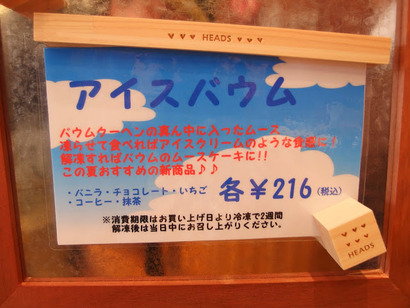 ♥♥♥ HEADS ♥♥♥
アイスバウム
バウムクーヘンの真ん中に入ったムース
凍らせて食べればアイスクリームのような食感に!
解凍すればバウムのムースケーキに!!
この夏おすすめの新商品♪♪
・バニラ・チョコレート・いちご
・コーヒー・抹茶
各¥216(税込)
※消費期限はお買い上げ日より冷凍で2週間
解凍後は当日中にお召し上がりください。
HEADS